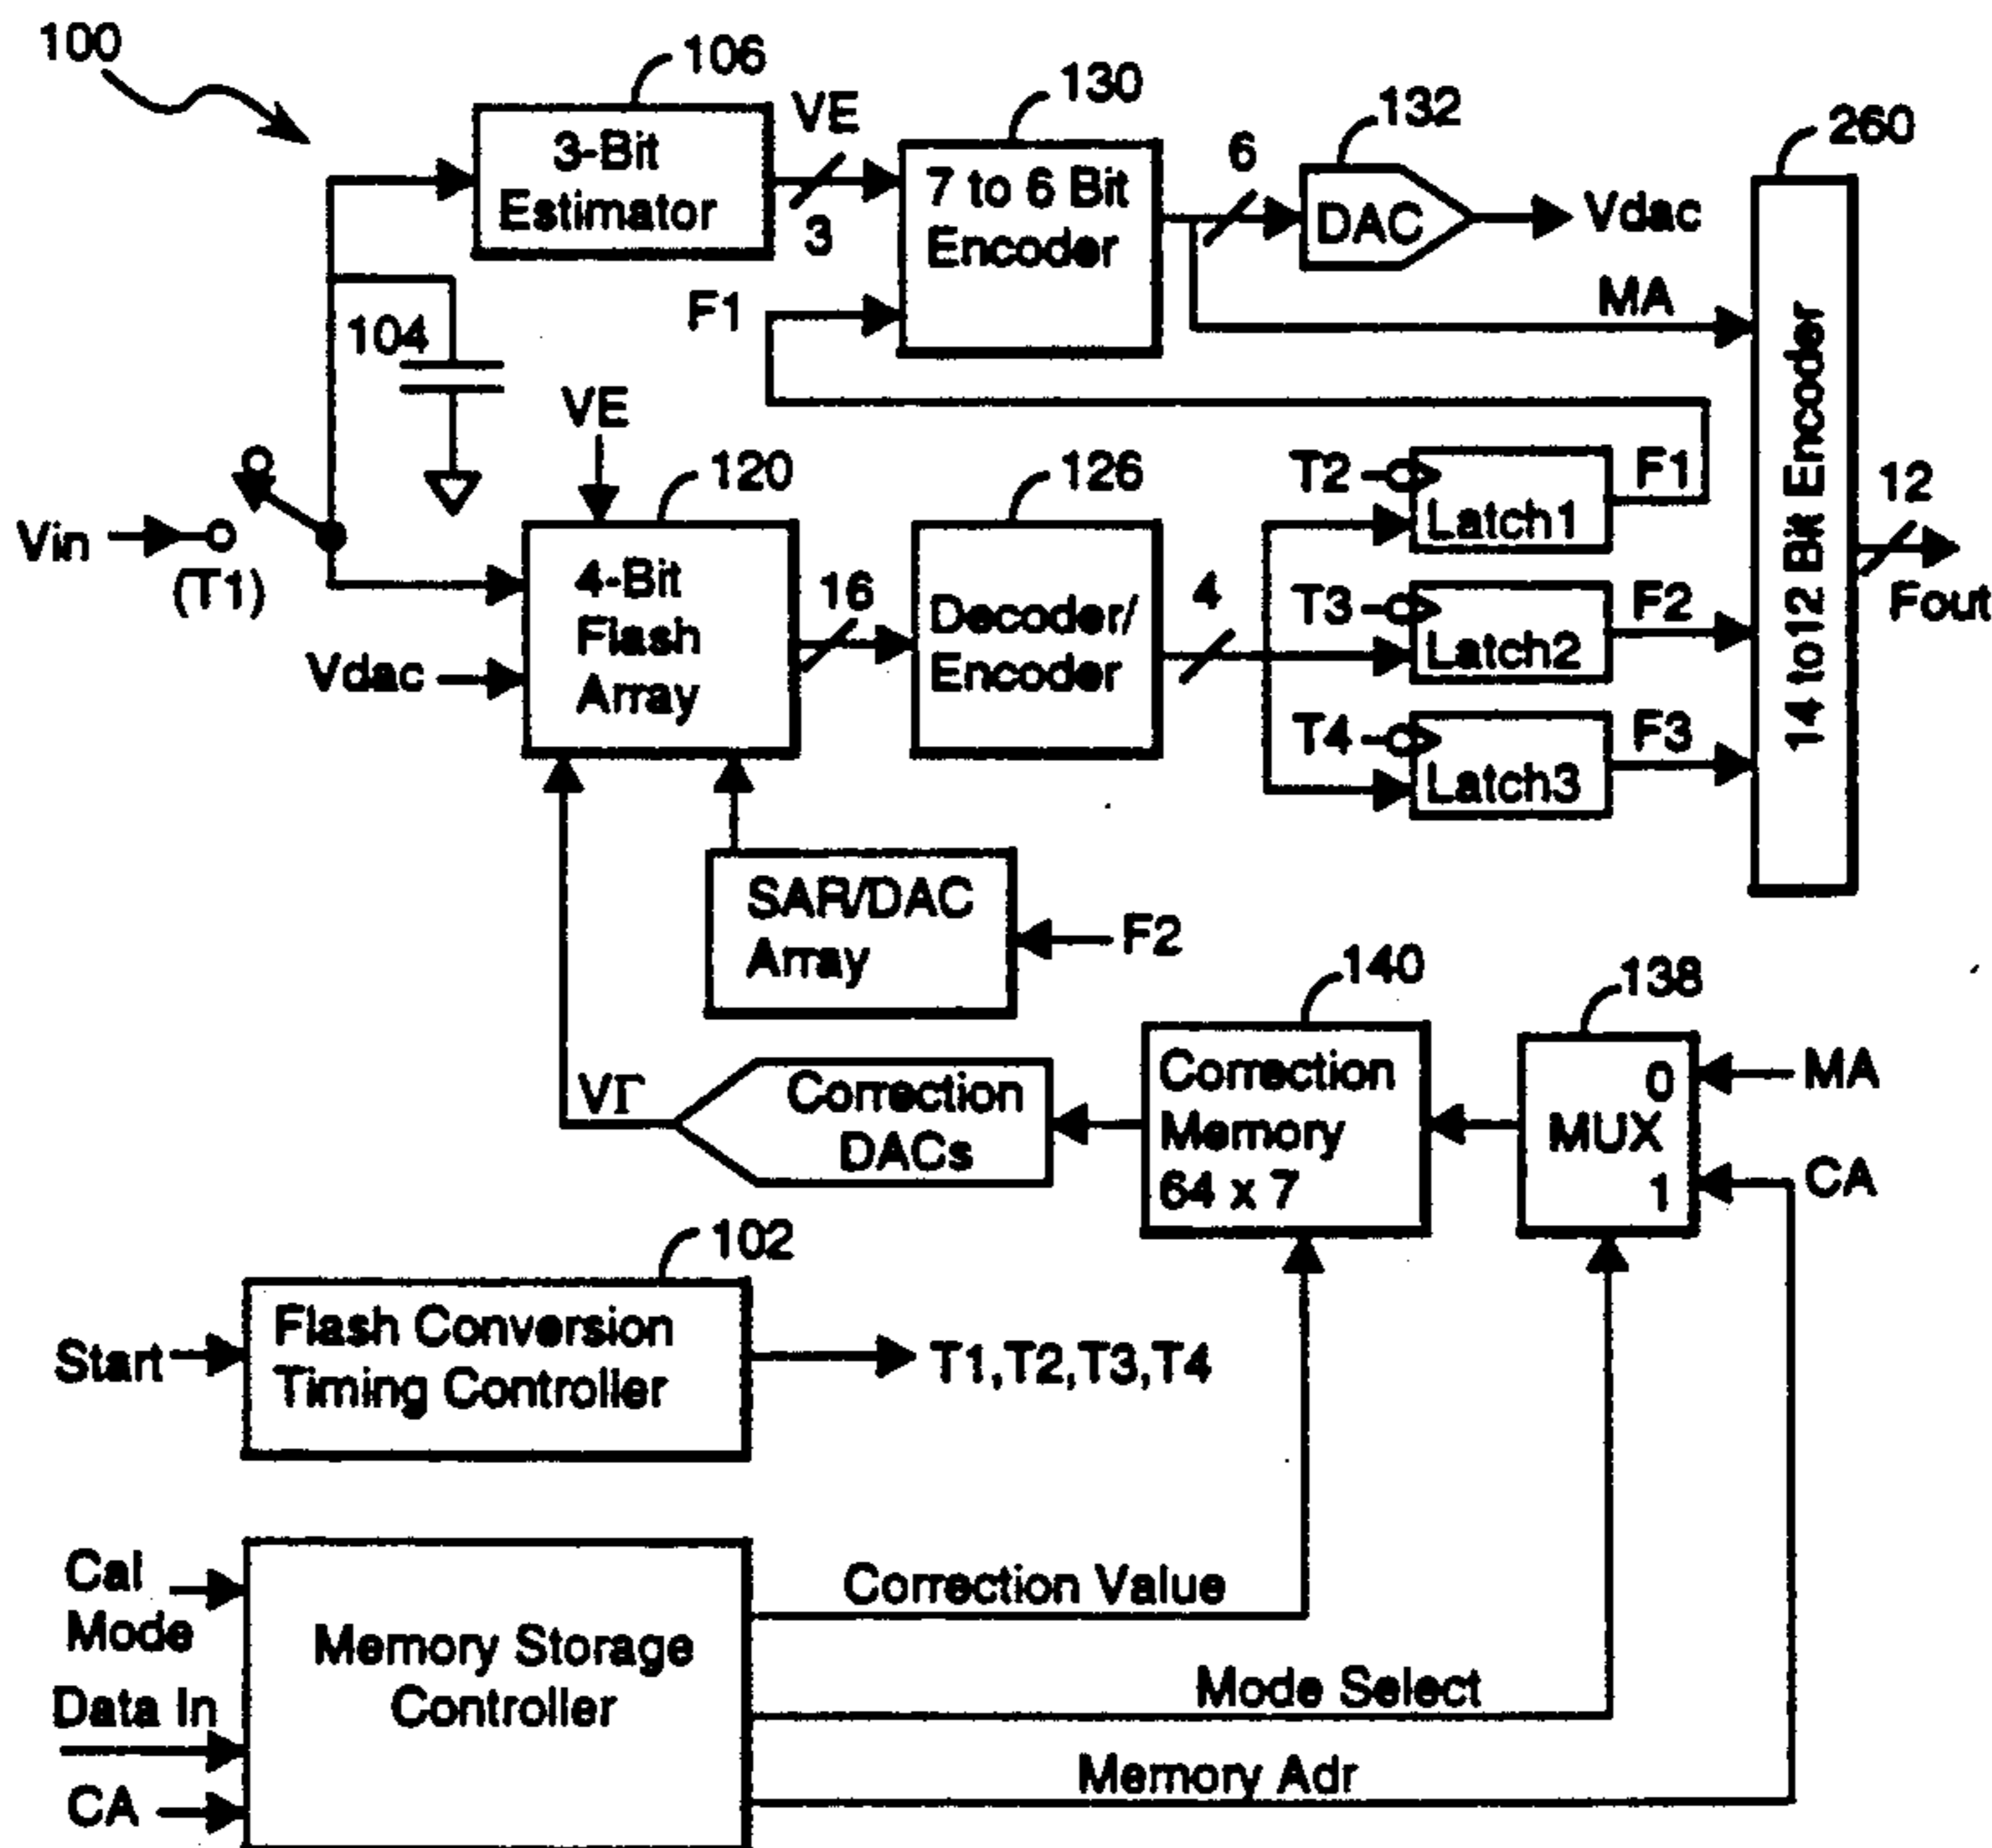 100
106
3-Bit
Estimator
VE
3
130
7 to 6 Bit
Encoder
6
132
DAC
Vdac
260
F1
MA
104
VE
120
126
T2
Latch1
F1
14 to12 Bit Encoder
12
Fout
Vin
(T1)
4-Bit
Flash
Array
16
Decoder/
Encoder
4
T3
Latch2
F2
Vdac
T4
Latch3
F3
SAR/DAC
Array
F2
140
138
VΓ
Correction
DACs
Correction
Memory
64 x 7
0
MUX
1
MA
CA
102
Start
Flash Conversion
Timing Controller
T1,T2,T3,T4
Cal
Mode
Data In
CA
Memory Storage
Controller
Correction Value
Mode Select
Memory Adr